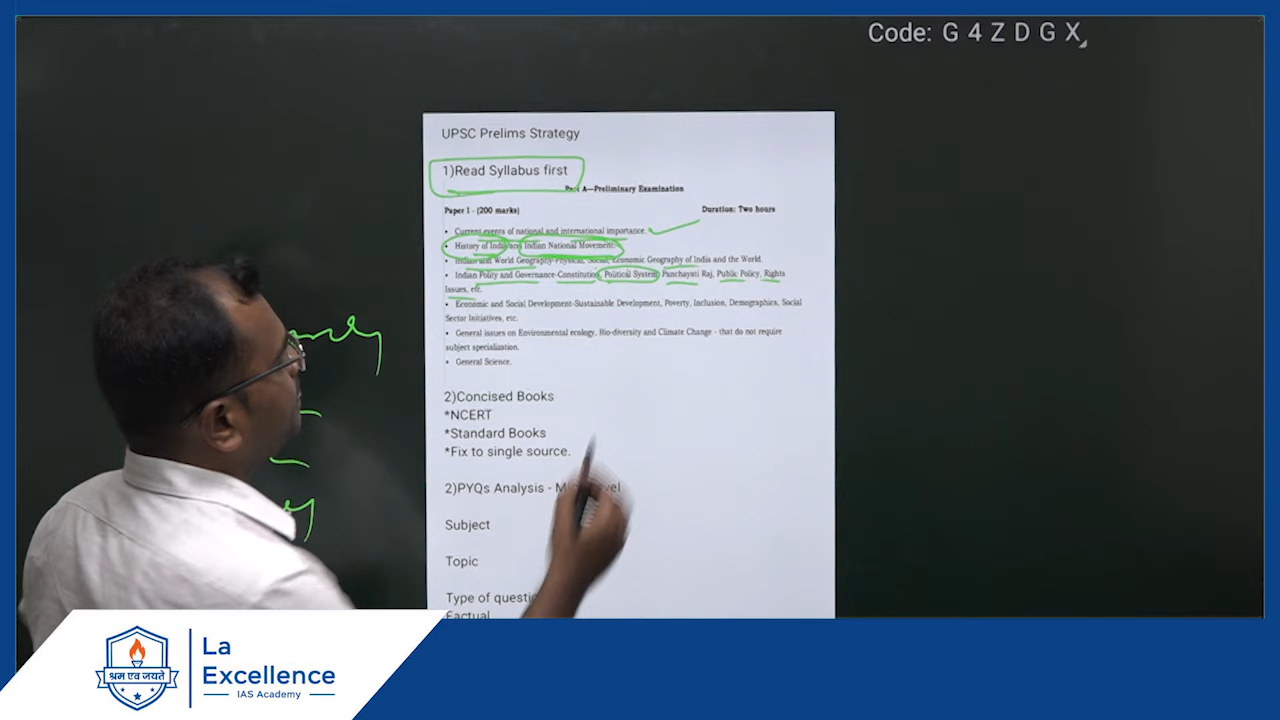 Code: G 4 Z D G X
UPSC Prelims Strategy
1)Read Syllabus first
Part A—Preliminary Examination
Paper I - (200 marks) Duration: Two hours
• Current events of national and international importance.
• History of India and Indian National Movement.
• Indian and World Geography-Physical, Social, Economic Geography of India and the World.
• Indian Polity and Governance-Constitution, Political System, Panchayati Raj, Public Policy, Rights
Issues, etc.
• Economic and Social Development-Sustainable Development, Poverty, Inclusion, Demographics, Social
Sector Initiatives, etc.
• General issues on Environmental ecology, Bio-diversity and Climate Change - that do not require
subject specialization.
• General Science.
2)Concised Books
*NCERT
*Standard Books
*Fix to single source.
2)PYQs Analysis -
Subject
Topic
Type of
Factual
श्रम एव जयते
La
Excellence
IAS Academy